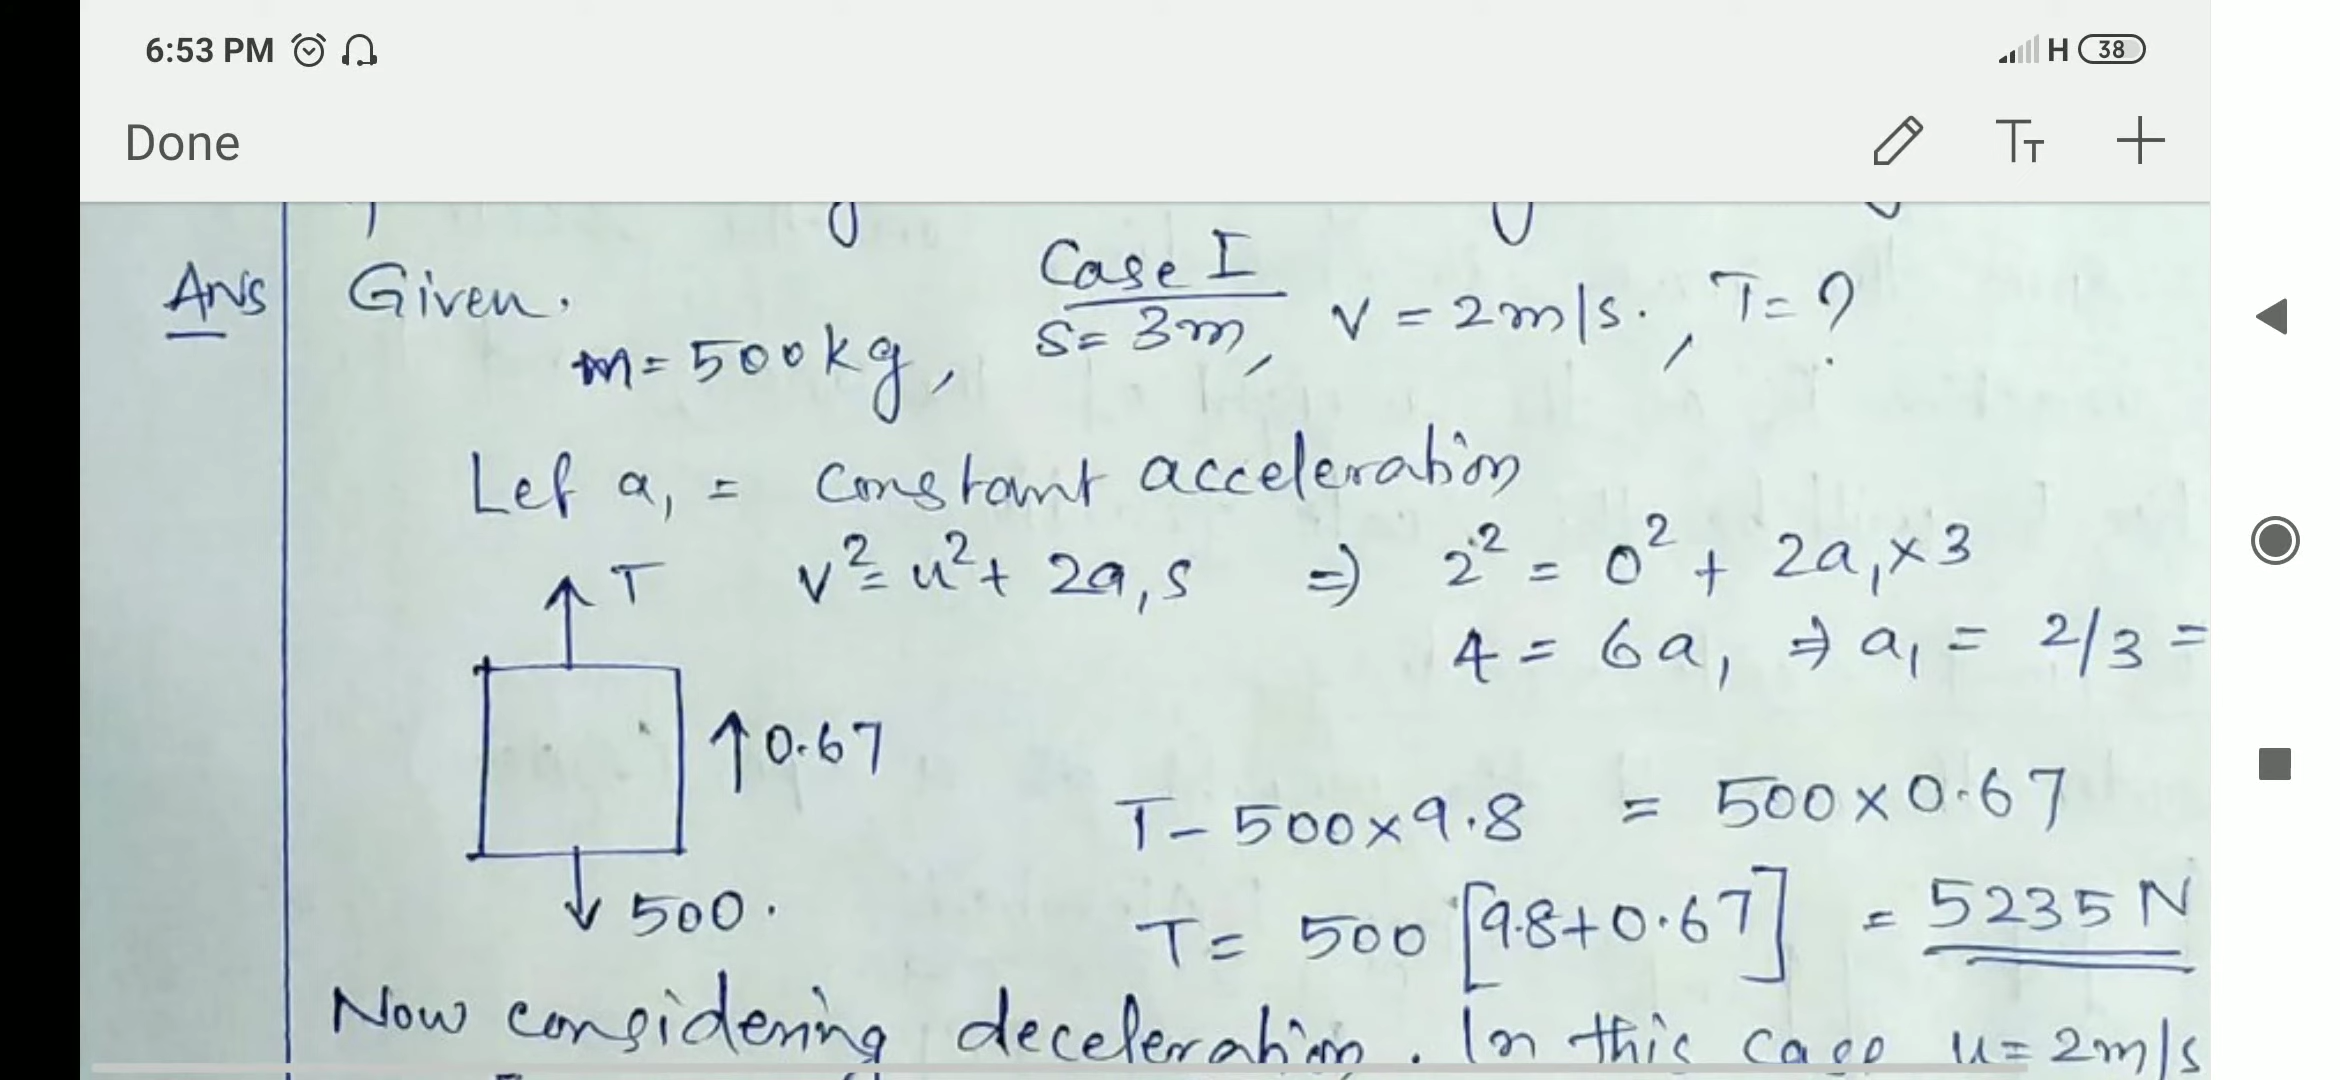 6:53 PM H 38
Done TT +
Ans Given. Case I
m = 500kg, S = 3m, V = 2m/s., T = ?
Let a₁ = constant acceleration
T v² = u² + 2a₁s ⇒ 2² = 0² + 2a₁×3
4 = 6a₁ ⇒ a₁ = 2/3 =
↑0.67
T - 500×9.8 = 500×0.67
500.
T = 500 [9.8+0.67] = 5235 N
Now considering deceleration. In this case u = 2m/s